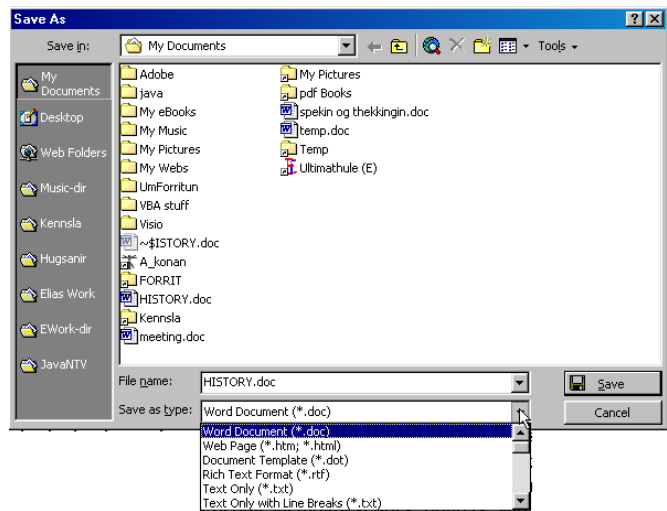 Save As
Save in:
My Documents
Tools
My Documents
Desktop
Web Folders
Music-dir
Kennsla
Hugsanir
Elias Work
EWork-dir
JavaNTV
Adobe
java
My eBooks
My Music
My Pictures
My Webs
UmForritun
VBA stuff
Visio
~$ISTORY.doc
A_konan
FORRIT
HISTORY.doc
Kennsla
meeting.doc
My Pictures
pdf Books
spekin og thekkingin.doc
temp.doc
Temp
Ultimathule (E)
File name:
HISTORY.doc
Save
Save as type:
Word Document (*.doc)
Cancel
Word Document (*.doc)
Web Page (*.htm; *.html)
Document Template (*.dot)
Rich Text Format (*.rtf)
Text Only (*.txt)
Text Only with Line Breaks (*.txt)